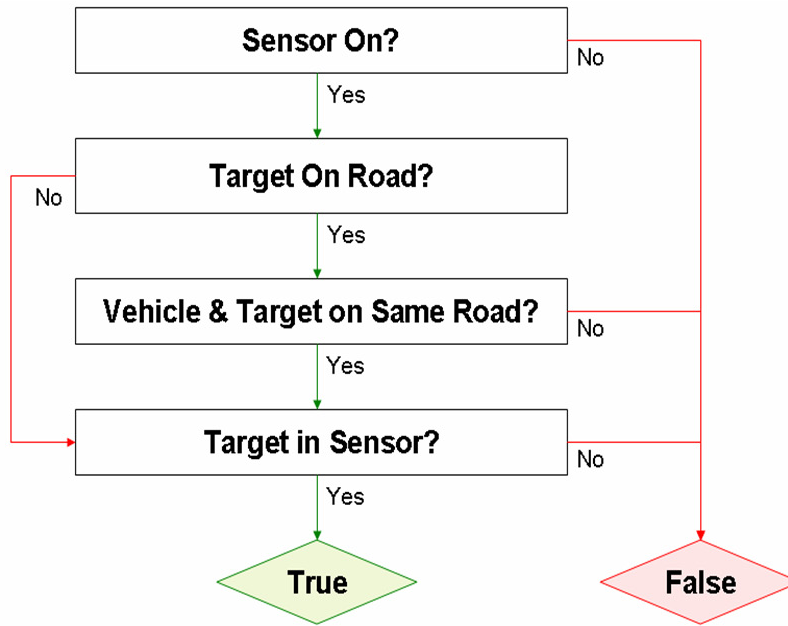 Sensor On?
No
Yes
Target On Road?
No
Yes
Vehicle & Target on Same Road?
No
Yes
Target in Sensor?
No
Yes
True
False